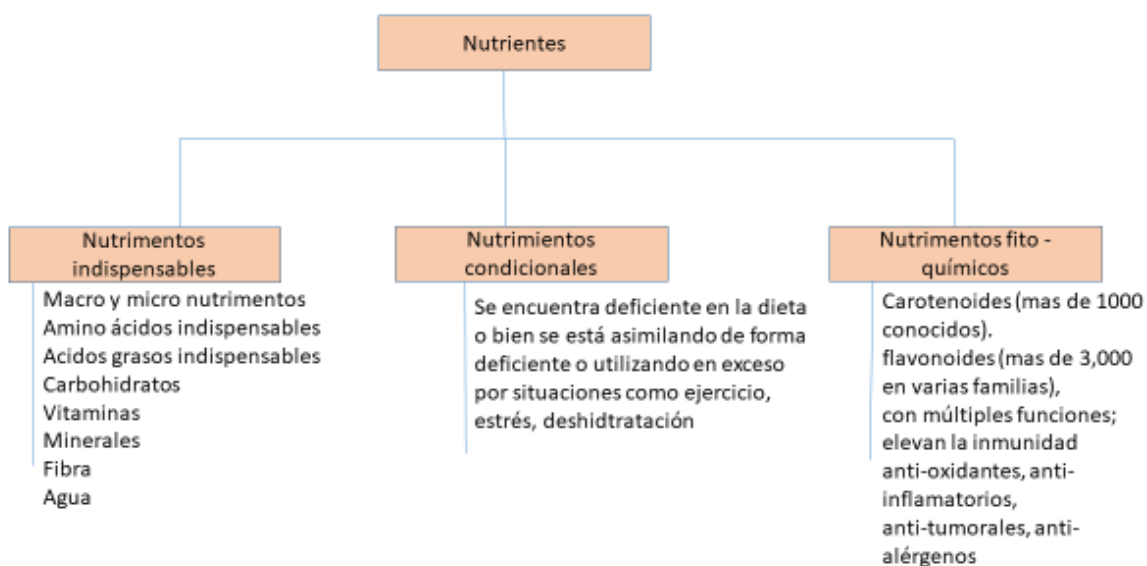 Nutrientes
Nutrimentos
indispensables
Macro y micro nutrimentos
Amino ácidos indispensables
Acidos grasos indispensables
Carbohidratos
Vitaminas
Minerales
Fibra
Agua
Nutrimientos
condicionales
Se encuentra deficiente en la dieta
o bien se está asimilando de forma
deficiente o utilizando en exceso
por situaciones como ejercicio,
estrés, deshidtratación
Nutrimentos fito -
químicos
Carotenoides (mas de 1000
conocidos).
flavonoides (mas de 3,000
en varias familias),
con múltiples funciones;
elevan la inmunidad
anti-oxidantes, anti-
inflamatorios,
anti-tumorales, anti-
alérgenos